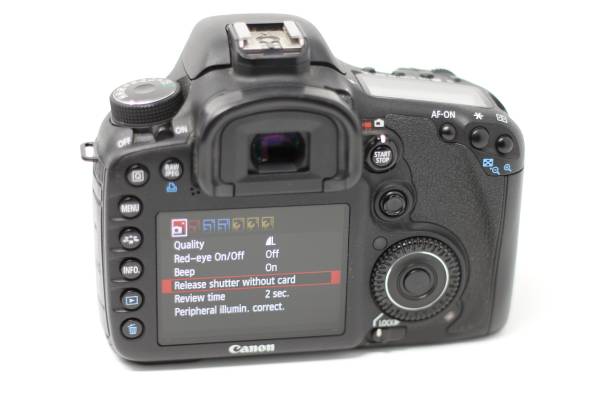 AF-ON
OFF
ON
RAW
JPEG
START
STOP
MENU
INFO.
Quality L
Red-eye On/Off Off
Beep On
Release shutter without card
Review time 2 sec.
Peripheral illumin. correct.
LOCK
Canon